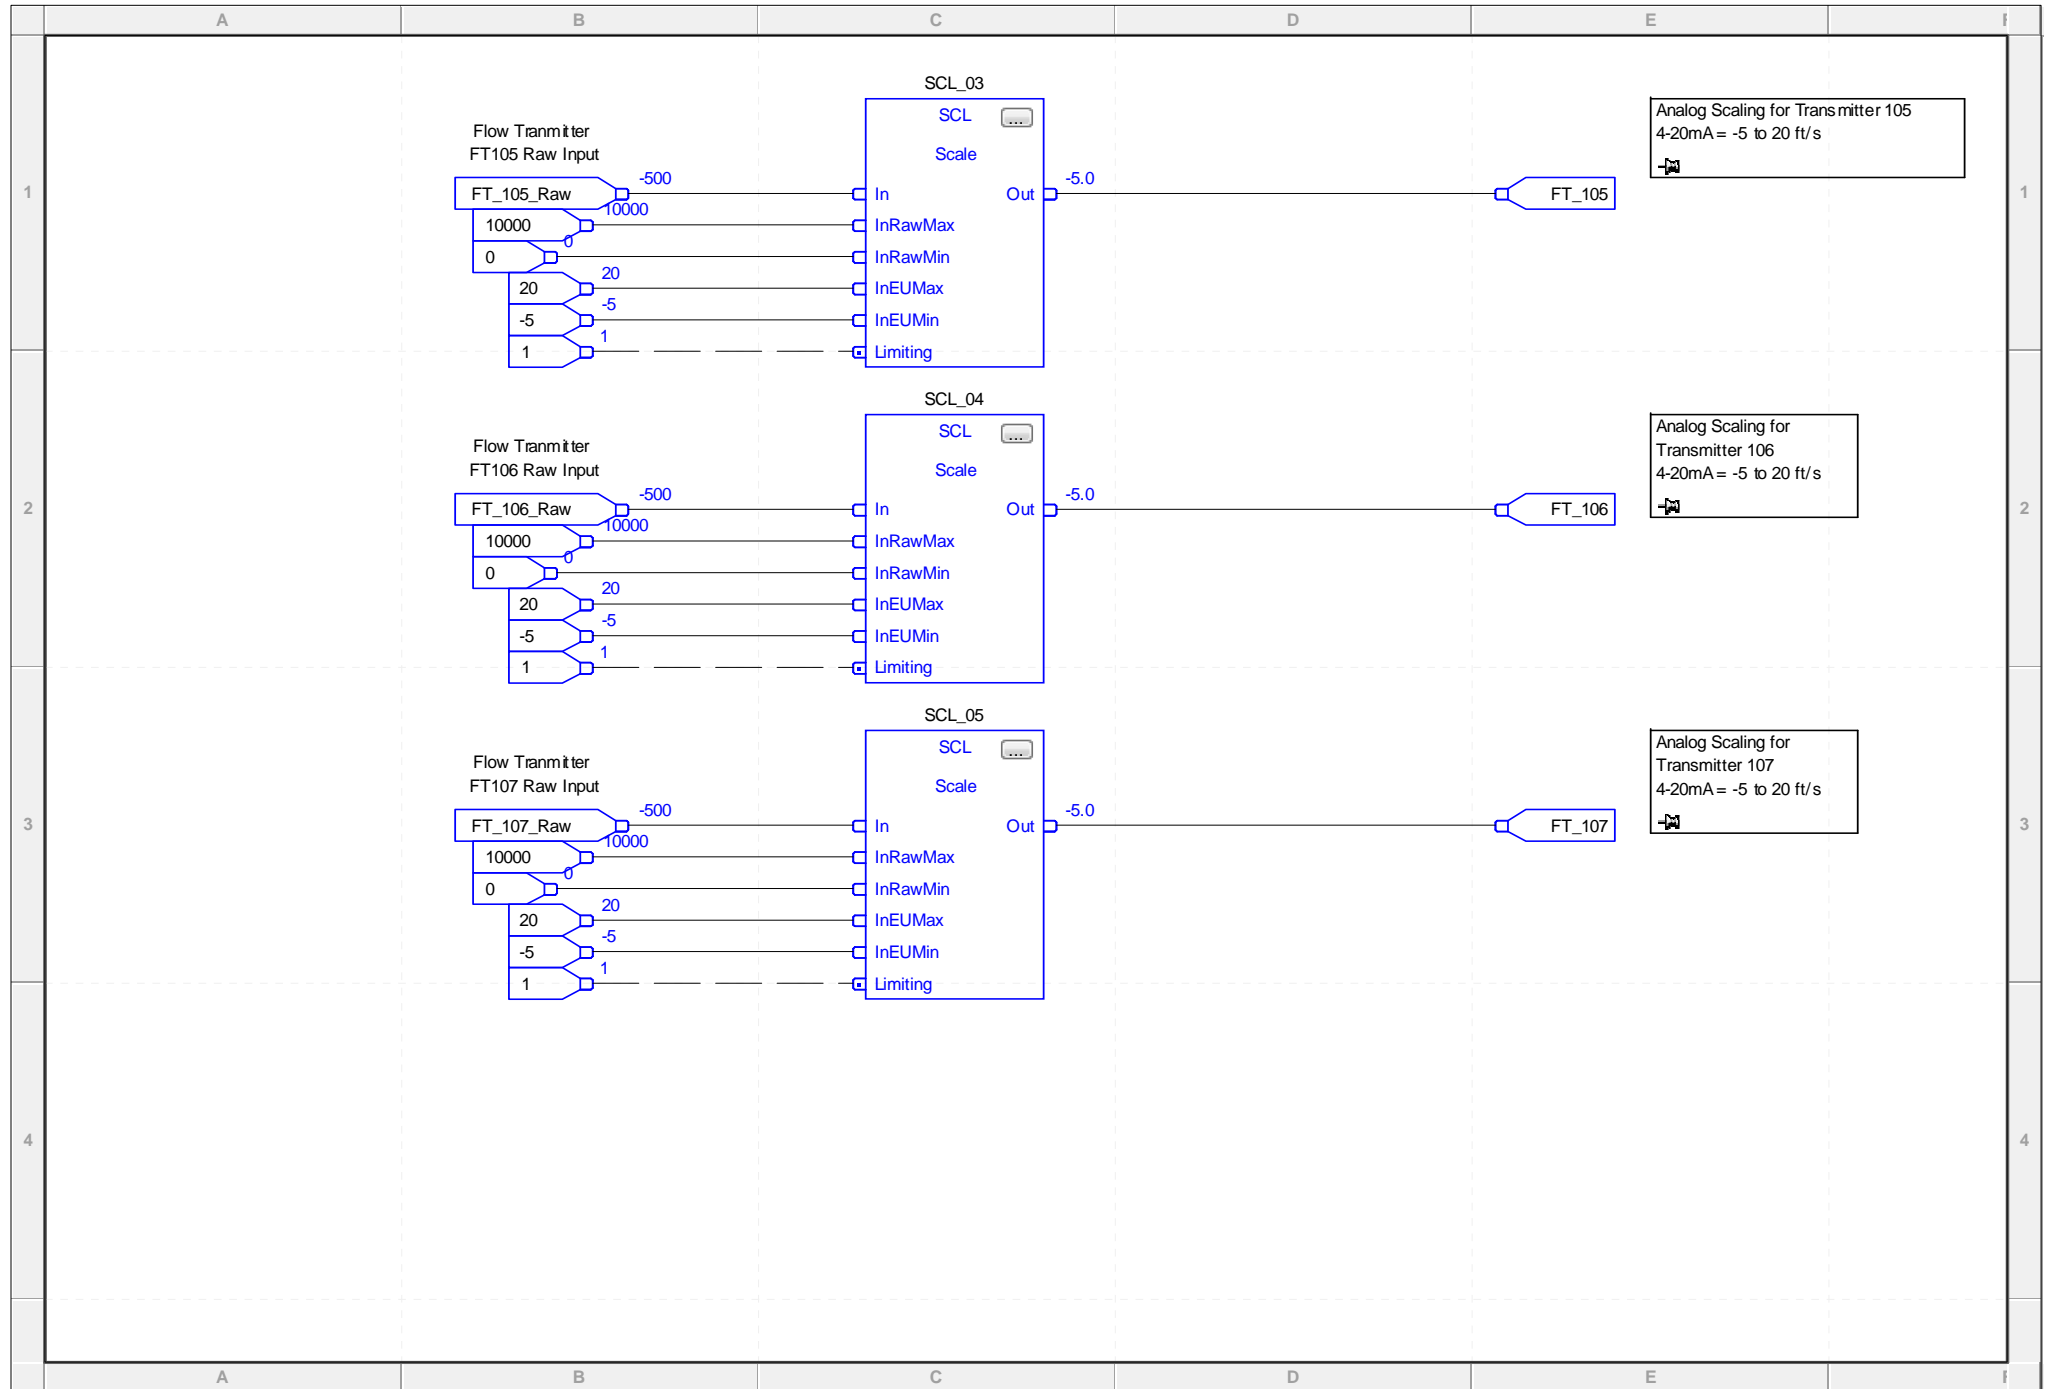 A B C D E F
SCL_03
SCL
...
Scale
Flow Tranmitter
FT105 Raw Input
Analog Scaling for Transmitter 105
4-20mA = -5 to 20 ft/s
1
FT_105_Raw
-500
In
Out
-5.0
FT_105
1
10000
10000
InRawMax
0
0
InRawMin
20
20
InEUMax
-5
-5
InEUMin
1
1
Limiting
SCL_04
SCL
...
Scale
Flow Tranmitter
FT106 Raw Input
Analog Scaling for
Transmitter 106
4-20mA = -5 to 20 ft/s
2
FT_106_Raw
-500
In
Out
-5.0
FT_106
2
10000
10000
InRawMax
0
0
InRawMin
20
20
InEUMax
-5
-5
InEUMin
1
1
Limiting
SCL_05
SCL
...
Scale
Flow Tranmitter
FT107 Raw Input
Analog Scaling for
Transmitter 107
4-20mA = -5 to 20 ft/s
3
FT_107_Raw
-500
In
Out
-5.0
FT_107
3
10000
10000
InRawMax
0
0
InRawMin
20
20
InEUMax
-5
-5
InEUMin
1
1
Limiting
4
4
A B C D E F